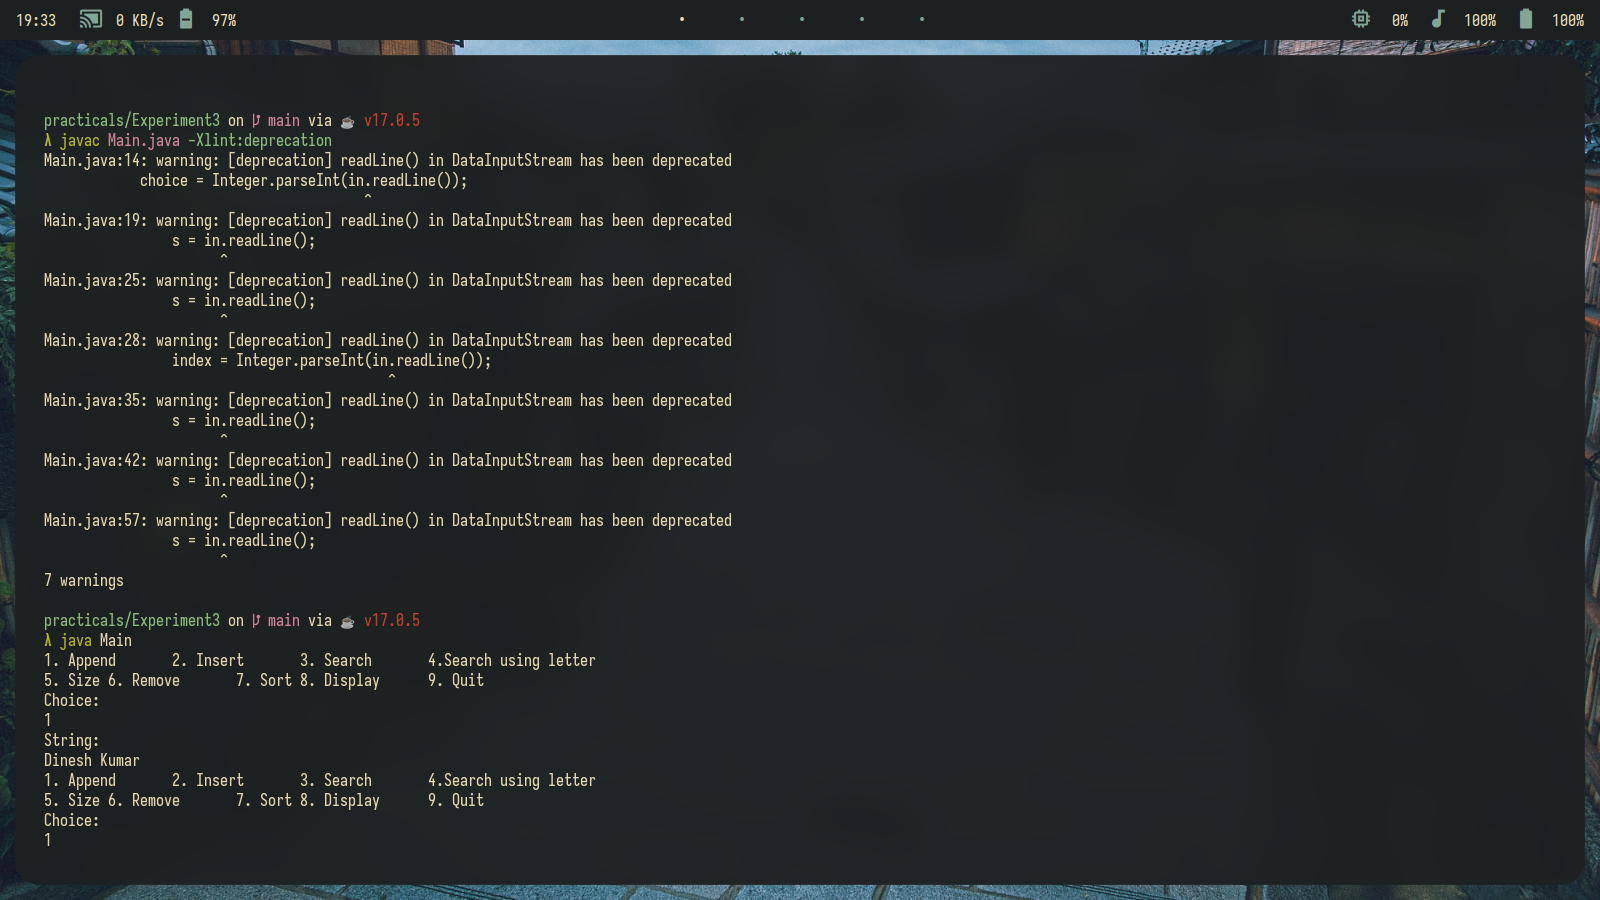 19:33 0 KB/s 97% 0% 100% 100%
practicals/Experiment3 on main via v17.0.5
λ javac Main.java -Xlint:deprecation
Main.java:14: warning: [deprecation] readLine() in DataInputStream has been deprecated
choice = Integer.parseInt(in.readLine());
^
Main.java:19: warning: [deprecation] readLine() in DataInputStream has been deprecated
s = in.readLine();
^
Main.java:25: warning: [deprecation] readLine() in DataInputStream has been deprecated
s = in.readLine();
^
Main.java:28: warning: [deprecation] readLine() in DataInputStream has been deprecated
index = Integer.parseInt(in.readLine());
^
Main.java:35: warning: [deprecation] readLine() in DataInputStream has been deprecated
s = in.readLine();
^
Main.java:42: warning: [deprecation] readLine() in DataInputStream has been deprecated
s = in.readLine();
^
Main.java:57: warning: [deprecation] readLine() in DataInputStream has been deprecated
s = in.readLine();
^
7 warnings
practicals/Experiment3 on main via v17.0.5
λ java Main
1. Append 2. Insert 3. Search 4.Search using letter
5. Size 6. Remove 7. Sort 8. Display 9. Quit
Choice:
1
String:
Dinesh Kumar
1. Append 2. Insert 3. Search 4.Search using letter
5. Size 6. Remove 7. Sort 8. Display 9. Quit
Choice:
1